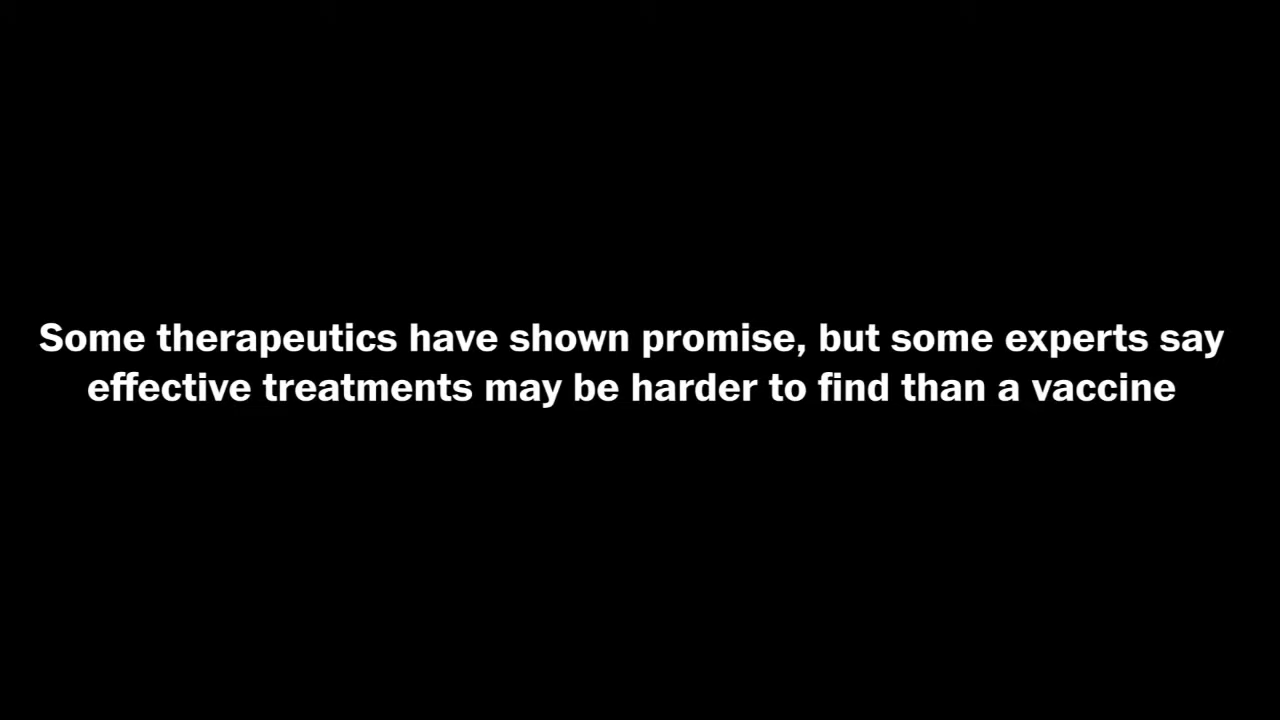 Some therapeutics have shown promise, but some experts say
effective treatments may be harder to find than a vaccine